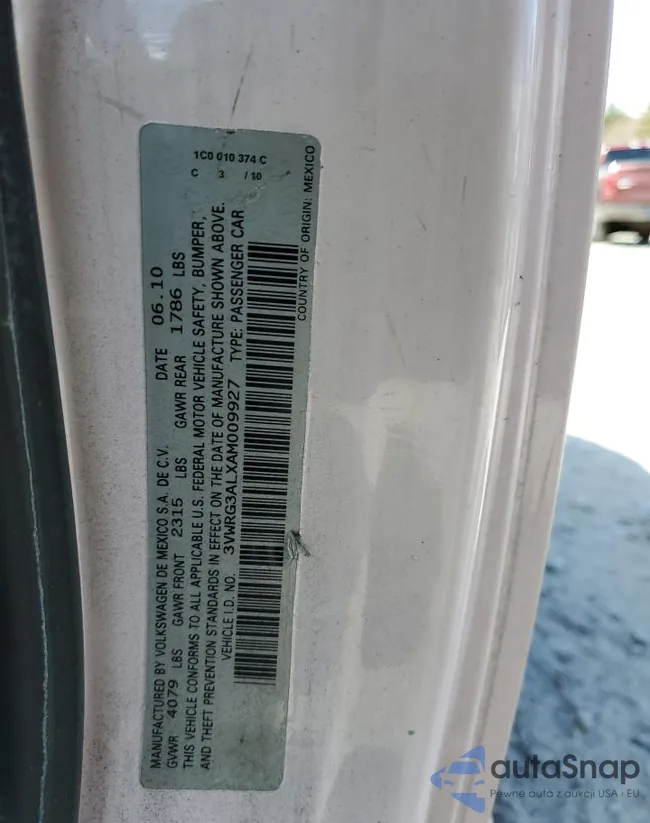 1C0 010 374 C
C 3 /10
MANUFACTURED BY VOLKSWAGEN DE MEXICO S.A. DE C.V. DATE 06.10
GVWR 4079 LBS GAWR FRONT 2315 LBS GAWR REAR 1786 LBS
THIS VEHICLE CONFORMS TO ALL APPLICABLE U.S. FEDERAL MOTOR VEHICLE SAFETY, BUMPER,
AND THEFT PREVENTION STANDARDS IN EFFECT ON THE DATE OF MANUFACTURE SHOWN ABOVE.
VEHICLE I.D. NO. 3VWRG3ALXAM009927 TYPE: PASSENGER CAR
COUNTRY OF ORIGIN: MEXICO
autaSnap
Pewne auta z aukcji USA i EU